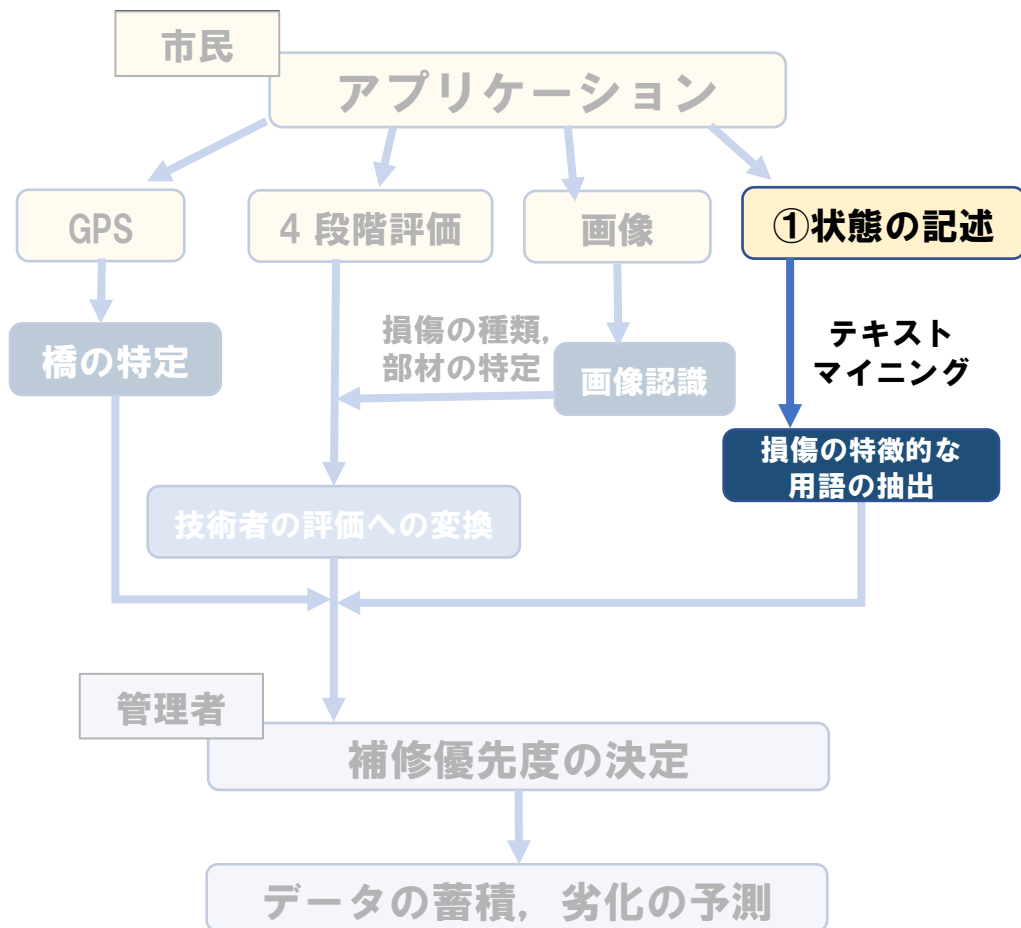 市民
アプリケーション
GPS
4 段階評価
画像
①状態の記述
損傷の種類,
部材の特定
テキスト
マイニング
橋の特定
画像認識
損傷の特徴的な
用語の抽出
技術者の評価への変換
管理者
補修優先度の決定
データの蓄積, 劣化の予測